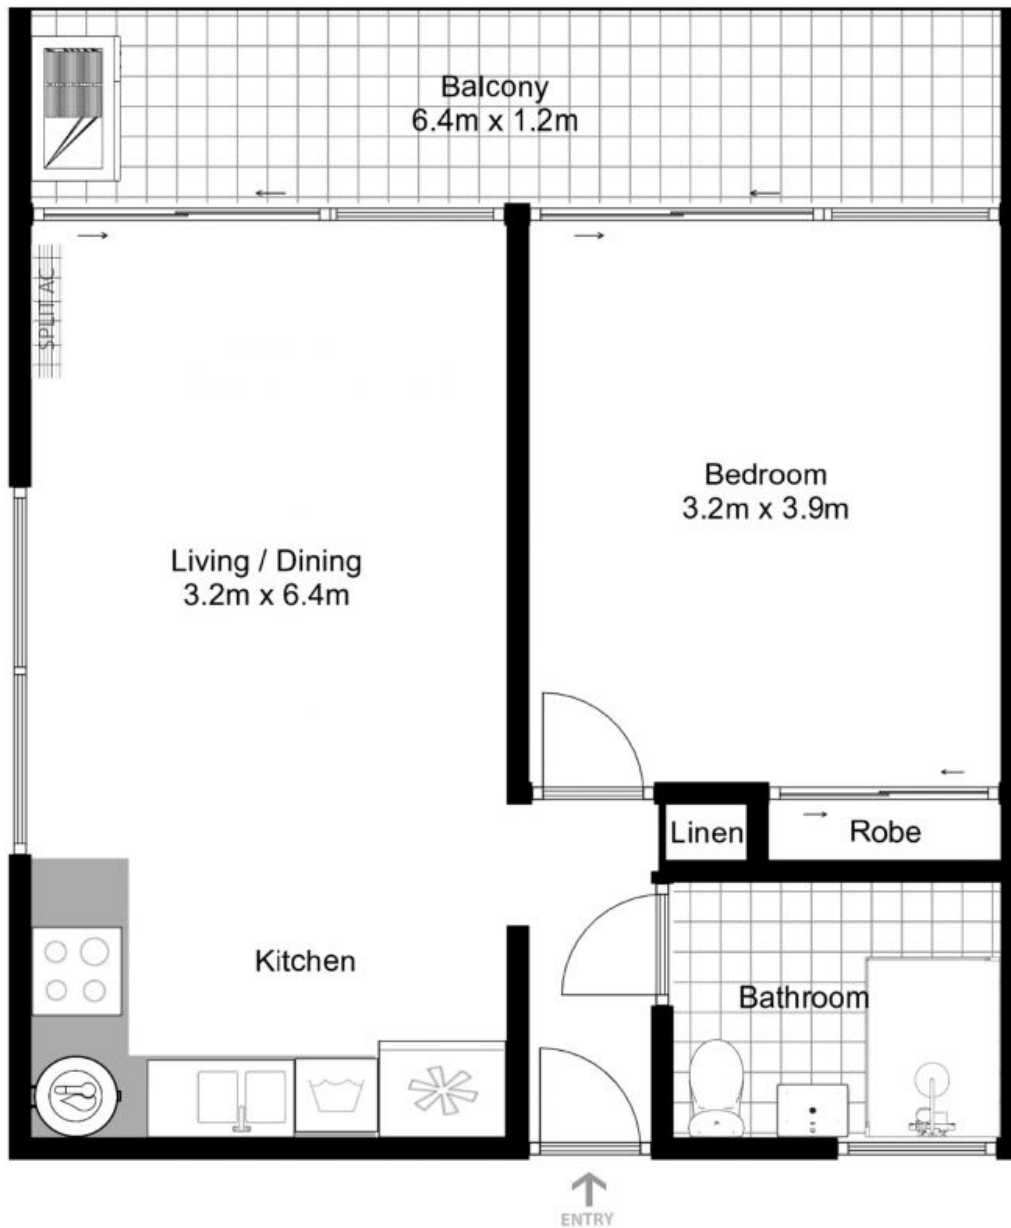 Balcony
6.4m x 1.2m
SPLIT AC
Bedroom
3.2m x 3.9m
Living / Dining
3.2m x 6.4m
Linen
Robe
Kitchen
Bathroom
ENTRY